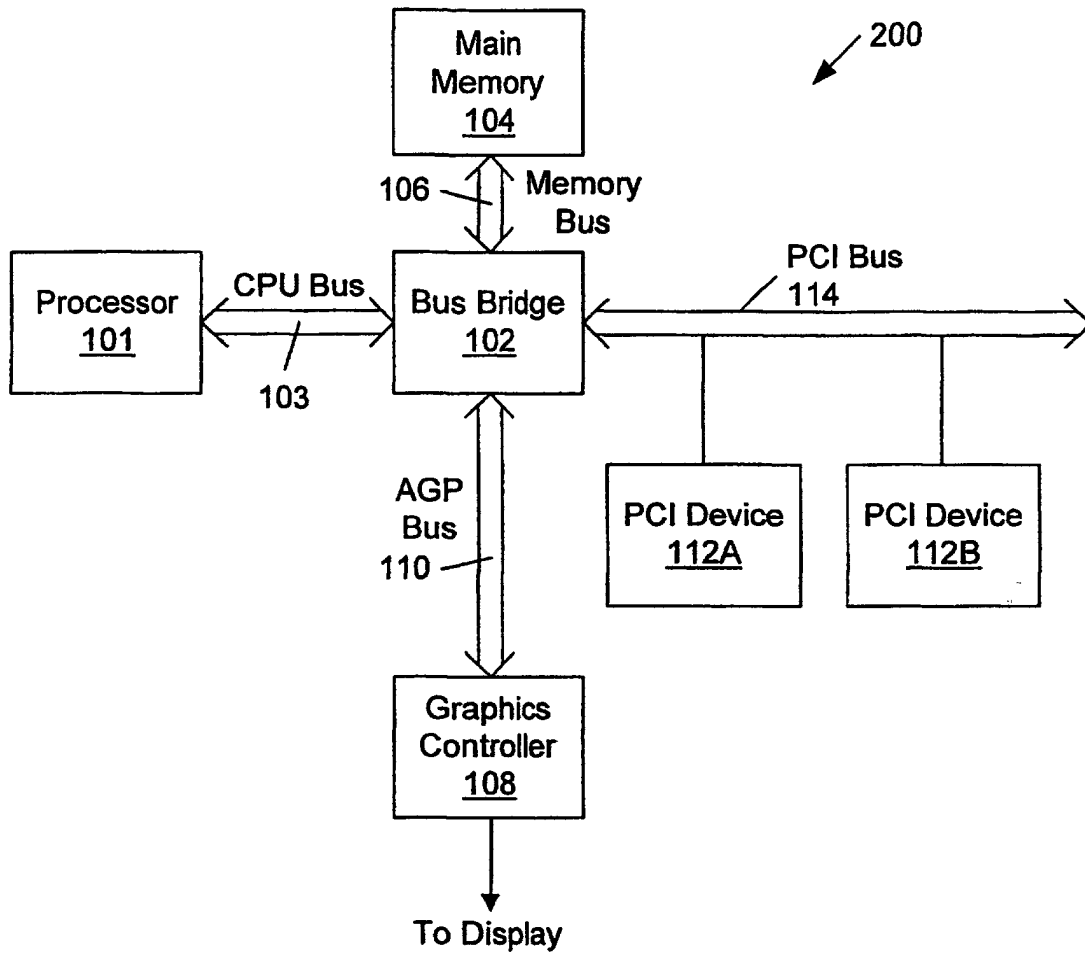 200
Main
Memory
104
106
Memory
Bus
Processor
101
CPU Bus
103
Bus Bridge
102
PCI Bus
114
AGP
Bus
110
PCI Device
112A
PCI Device
112B
Graphics
Controller
108
To Display